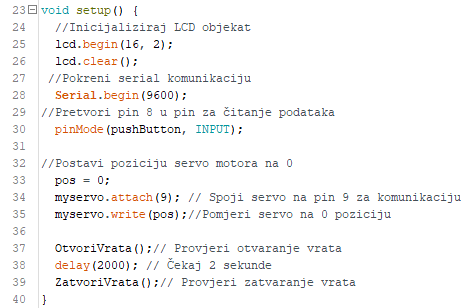 23 void setup() {
24 //Inicijaliziraj LCD objekat
25 lcd.begin(16, 2);
26 lcd.clear();
27 //Pokreni serial komunikaciju
28 Serial.begin(9600);
29 //Pretvori pin 8 u pin za čitanje podataka
30 pinMode(pushButton, INPUT);
31
32 //Postavi poziciju servo motora na 0
33 pos = 0;
34 myservo.attach(9); // Spoji servo na pin 9 za komunikaciju
35 myservo.write(pos);//Pomjeri servo na 0 poziciju
36
37 OtvoriVrata();// Provjeri otvaranje vrata
38 delay(2000); // Čekaj 2 sekunde
39 ZatvoriVrata();// Provjeri zatvaranje vrata
40 }